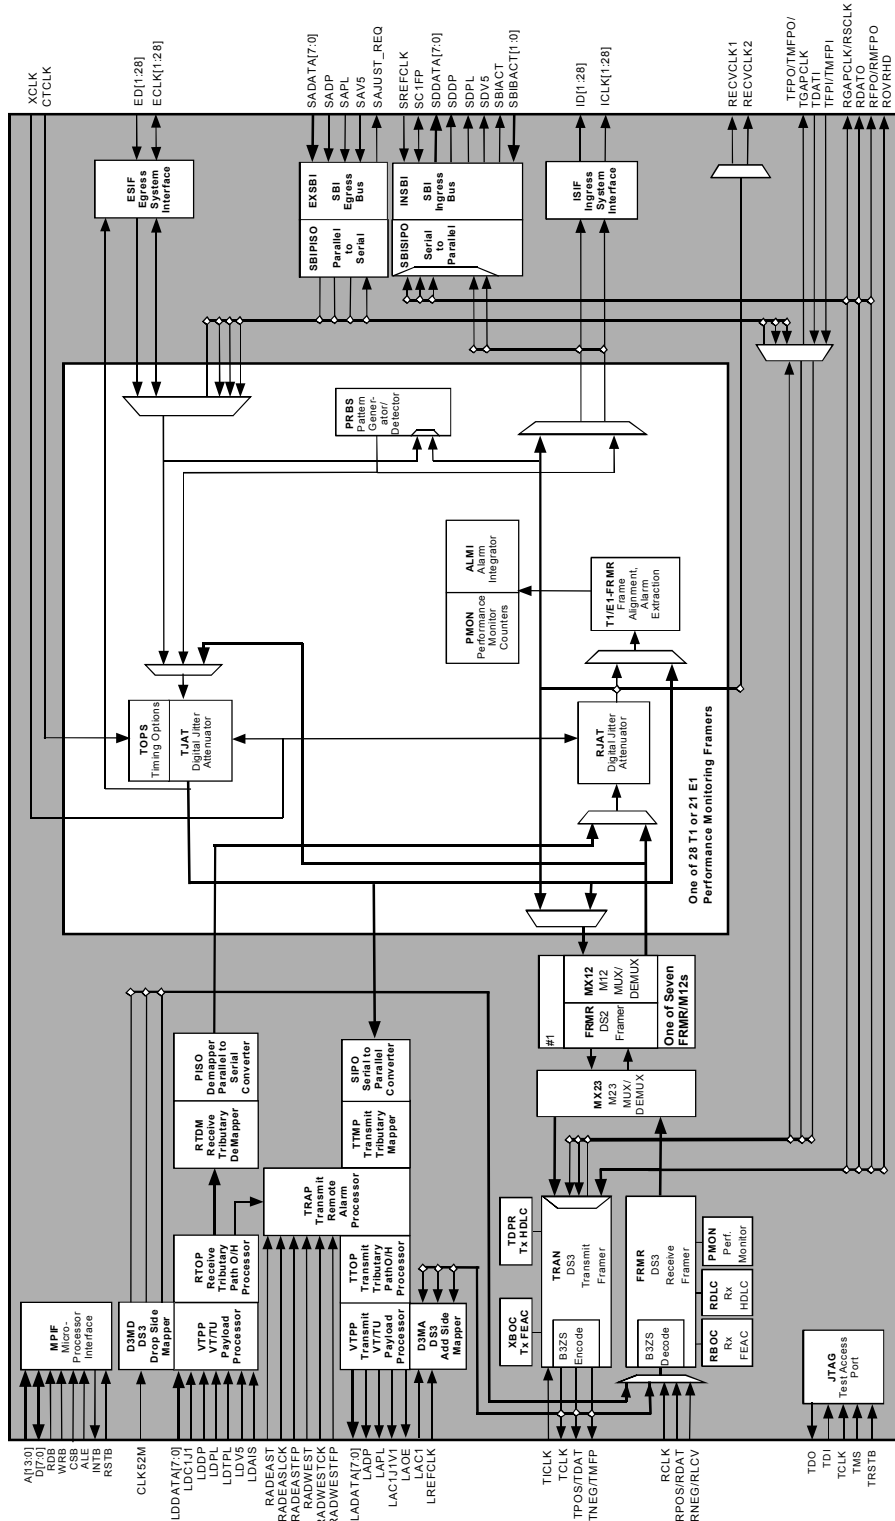 XCLK
CTCLK
ED[1:28]
ECLK[1:28]
SADATA[7:0]
SADP
SAPL
SAV5
SAJUST_REQ
SREFCLK
SC1FP
SDDATA[7:0]
SDDP
SDPL
SDV5
SBIACT
SBIBACT[1:0]
ID[1:28]
ICLK[1:28]
RECVCLK1
RECVCLK2
TFPO/TMFPO/
TGAPCLK
TDATI
TFPI/TMFPI
RGAPCLK/RSCLK
RDATO
RFPO/RMFPO
ROVRHD
ESIF
Egress
System
Interface
EXSBI
SBI
Egress
Bus
SBIPISO
Parallel
to
Serial
INSBI
SBI
Ingress
Bus
SBISIPO
Serial
to
Parallel
ISIF
Ingress
System
Interface
PRBS
Pattern
Gener-
ator/
Detector
ALMI
Alarm
Integrator
PMON
Performance
Monitor
Counters
T1/E1-FRMR
Frame
Alignment,
Alarm
Extraction
TOPS
Timing Options
TJAT
Digital Jitter
Attenuator
RJAT
Digital Jitter
Attenuator
One of 28 T1 or 21 E1
Performance Monitoring Framers
PISO
Demapper
Parallel to
Serial
Converter
RTDM
Receive
Tributary
DeMapper
SIPO
Serial to
Parallel
Converter
TTMP
Transmit
Tributary
Mapper
#1
MX12
M12
MUX/
DEMUX
FRMR
DS2
Framer
One of Seven
FRMR/M12s
MX23
M23
MUX/
DEMUX
TRAP
Transmit
Remote
Alarm
Processor
RTOP
Receive
Tributary
Path O/H
Processor
VTPP
VT/TU
Payload
Processor
TTOP
Transmit
Tributary
PathO/H
Processor
VTPP
Transmit
VT/TU
Payload
Processor
MPIF
Micro-
Processor
Interface
D3MD
DS3
Drop Side
Mapper
D3MA
DS3
Add Side
Mapper
TDPR
Tx HDLC
XBOC
Tx FEAC
TRAN
DS3
Transmit
Framer
B3ZS
Encode
FRMR
DS3
Receive
Framer
B3ZS
Decode
PMON
Perf.
Monitor
RDLC
Rx
HDLC
RBOC
Rx
FEAC
JTAG
Test Access
Port
A[13:0]
D[7:0]
RDB
WRB
CSB
ALE
INTB
RSTB
CLK52M
LDDATA[7:0]
LDC1J1
LDDP
LDPL
LDTPL
LDV5
LDAIS
RADEAST
RADEASLCK
RADEASTFP
RADWEST
RADWESTCK
RADWESTFP
LADATA[7:0]
LADP
LAPL
LAC1J1V1
LAOE
LAC1
LREFCLK
TICLK
TCLK
TPOS/TDAT
TNEG/TMFP
RCLK
RPOS/RDAT
RNEG/RLCV
TDO
TDI
TCLK
TMS
TRSTB